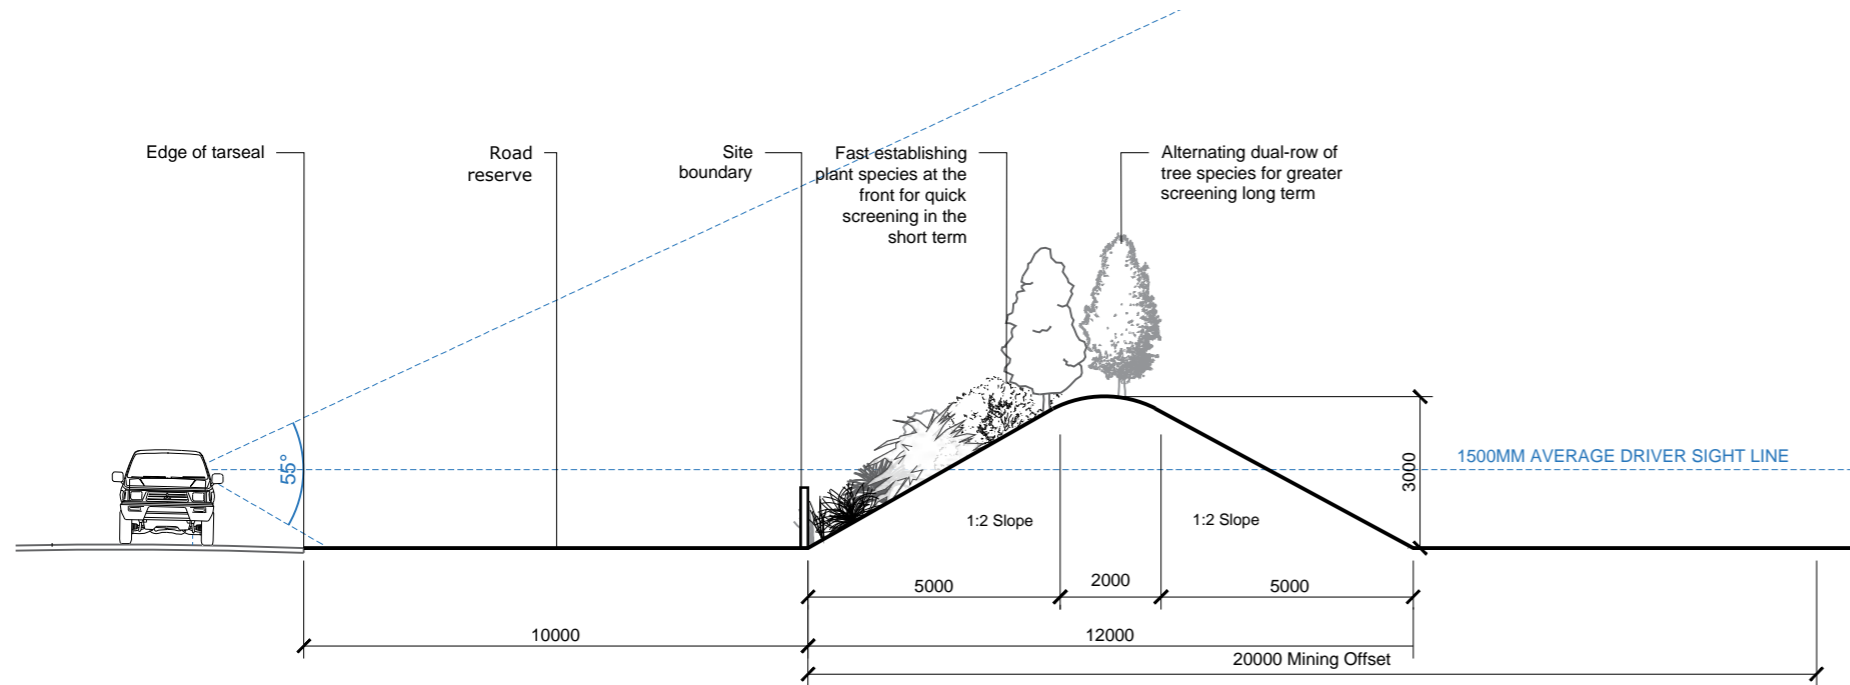 Edge of tarseal
Road
reserve
Site
boundary
Fast establishing
plant species at the
front for quick
screening in the
short term
Alternating dual-row of
tree species for greater
screening long term
55°
1500MM AVERAGE DRIVER SIGHT LINE
3000
1:2 Slope
1:2 Slope
5000
2000
5000
10000
12000
20000 Mining Offset